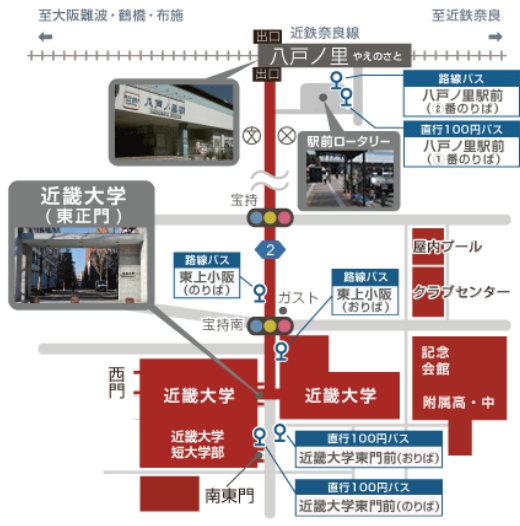 至大阪難波・鶴橋・布施
近鉄奈良線
至近鉄奈良
出口
八戸ノ里 やえのさと
出口
路線バス
八戸ノ里駅前
（②番のりば）
直行100円バス
八戸ノ里駅前
（①番のりば）
八戸ノ里駅
駅前ロータリー
近畿大学
（東正門）
宝持
2
路線バス
東上小阪
（のりば）
路線バス
東上小阪
（おりば）
ガスト
宝持南
屋内プール
クラブセンター
記念
会館
附属高・中
西門
近畿大学
近畿大学
近畿大学
短大学部
直行100円バス
近畿大学東門前（おりば）
直行100円バス
近畿大学東門前（のりば）
南東門